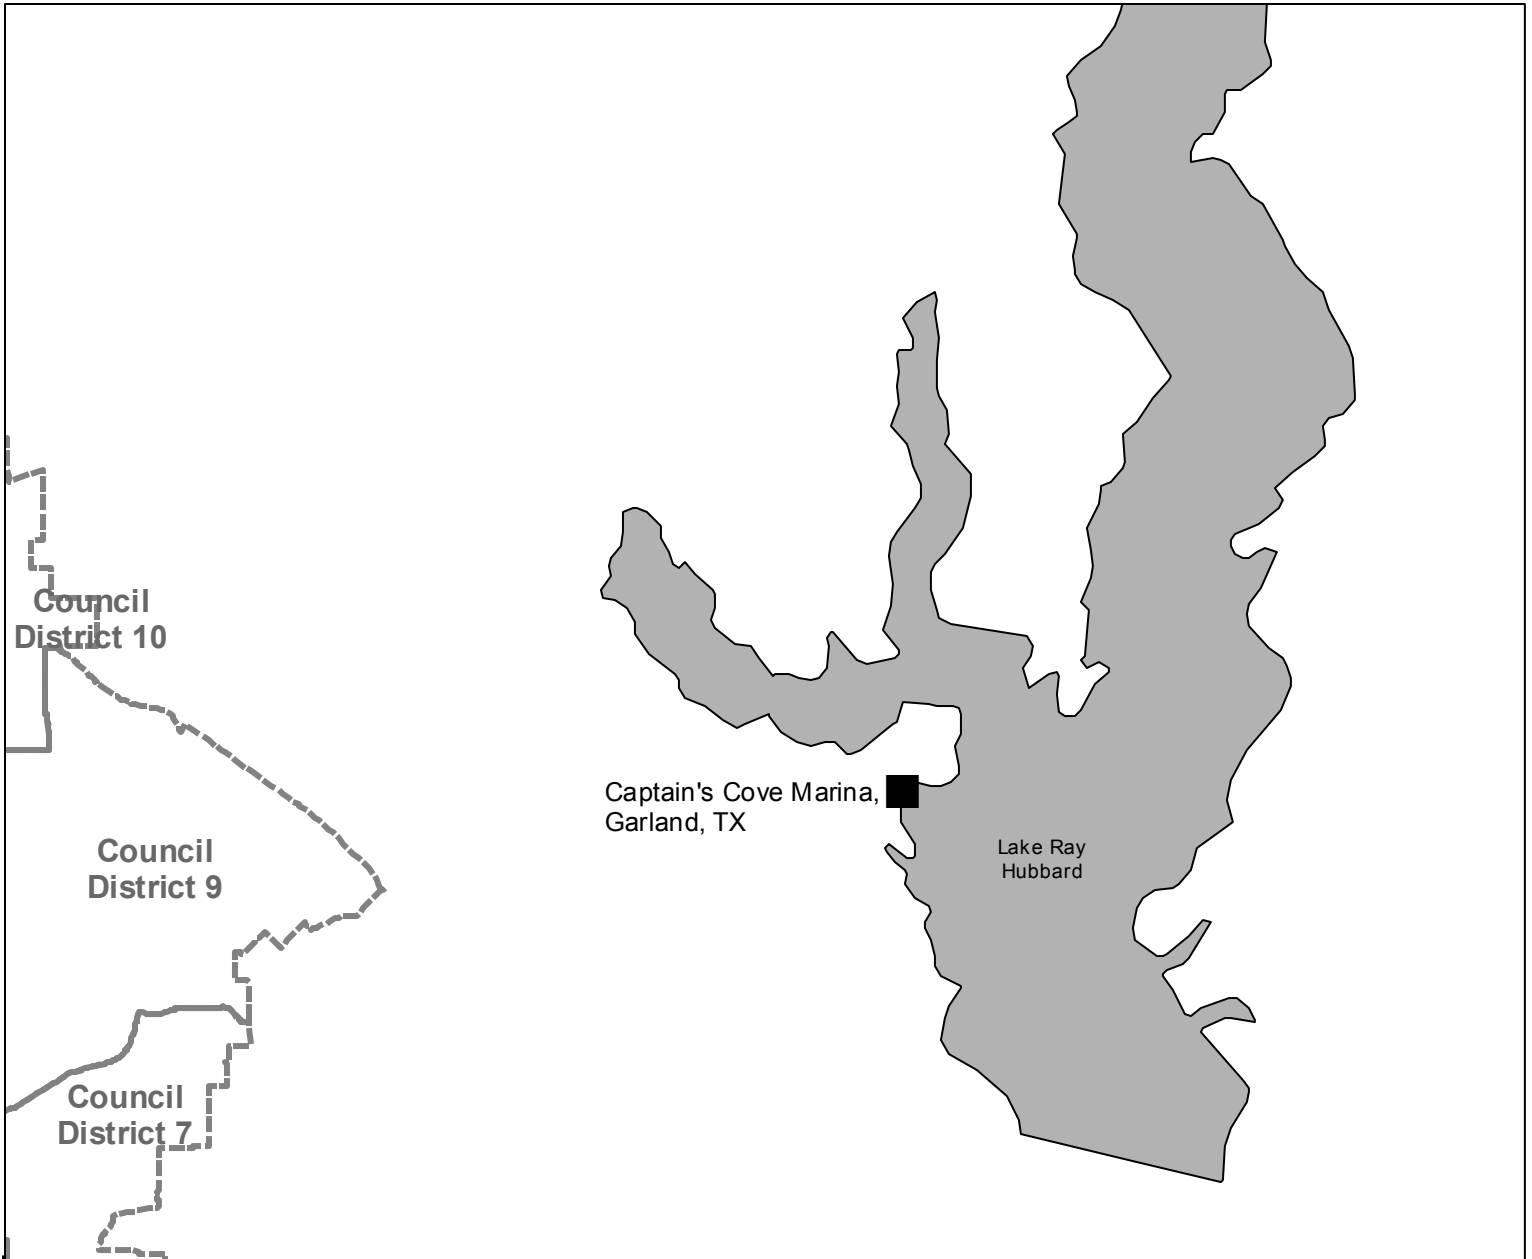 Council
District 10
Captain's Cove Marina,
Garland, TX
Lake Ray
Hubbard
Council
District 9
Council
District 7